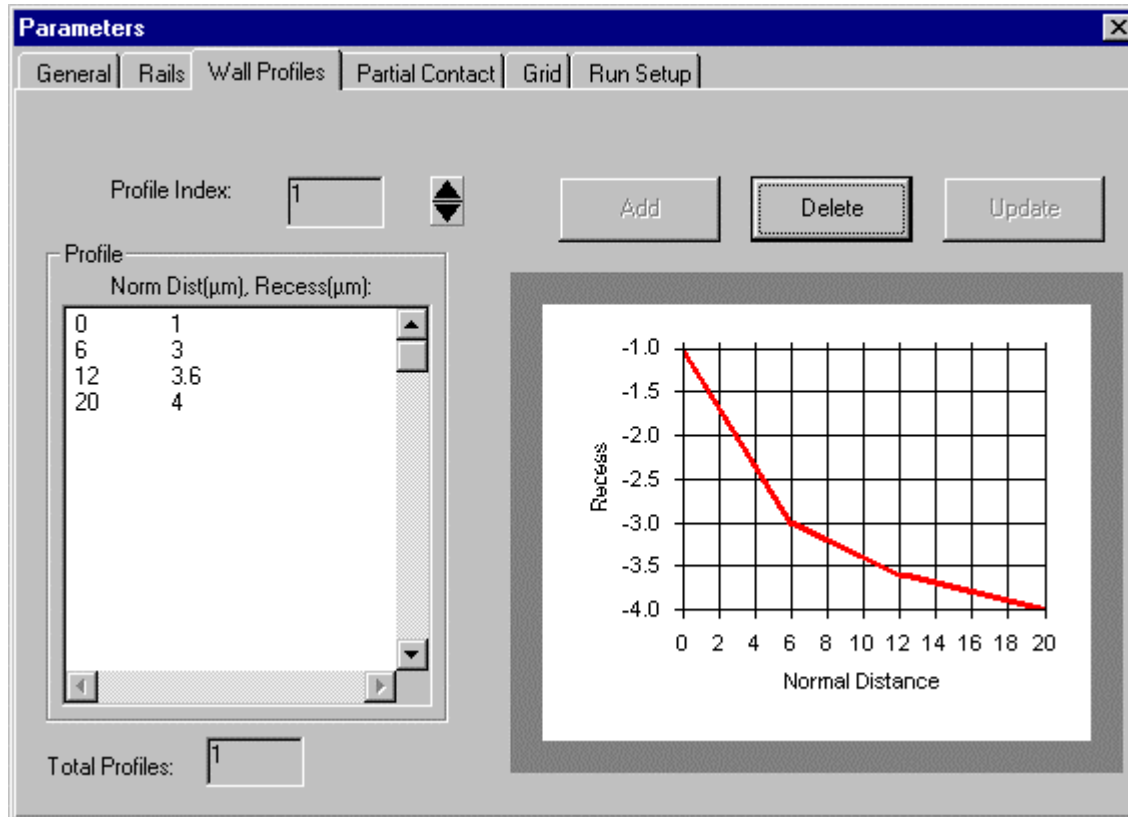 Parameters
General Rails Wall Profiles Partial Contact Grid Run Setup
Profile Index: 1
Add Delete Update
Profile
Norm Dist(µm), Recess(µm):
0 1
6 3
12 3.6
20 4
Total Profiles: 1
Recess
-1.0
-1.5
-2.0
-2.5
-3.0
-3.5
-4.0
0 2 4 6 8 10 12 14 16 18 20
Normal Distance